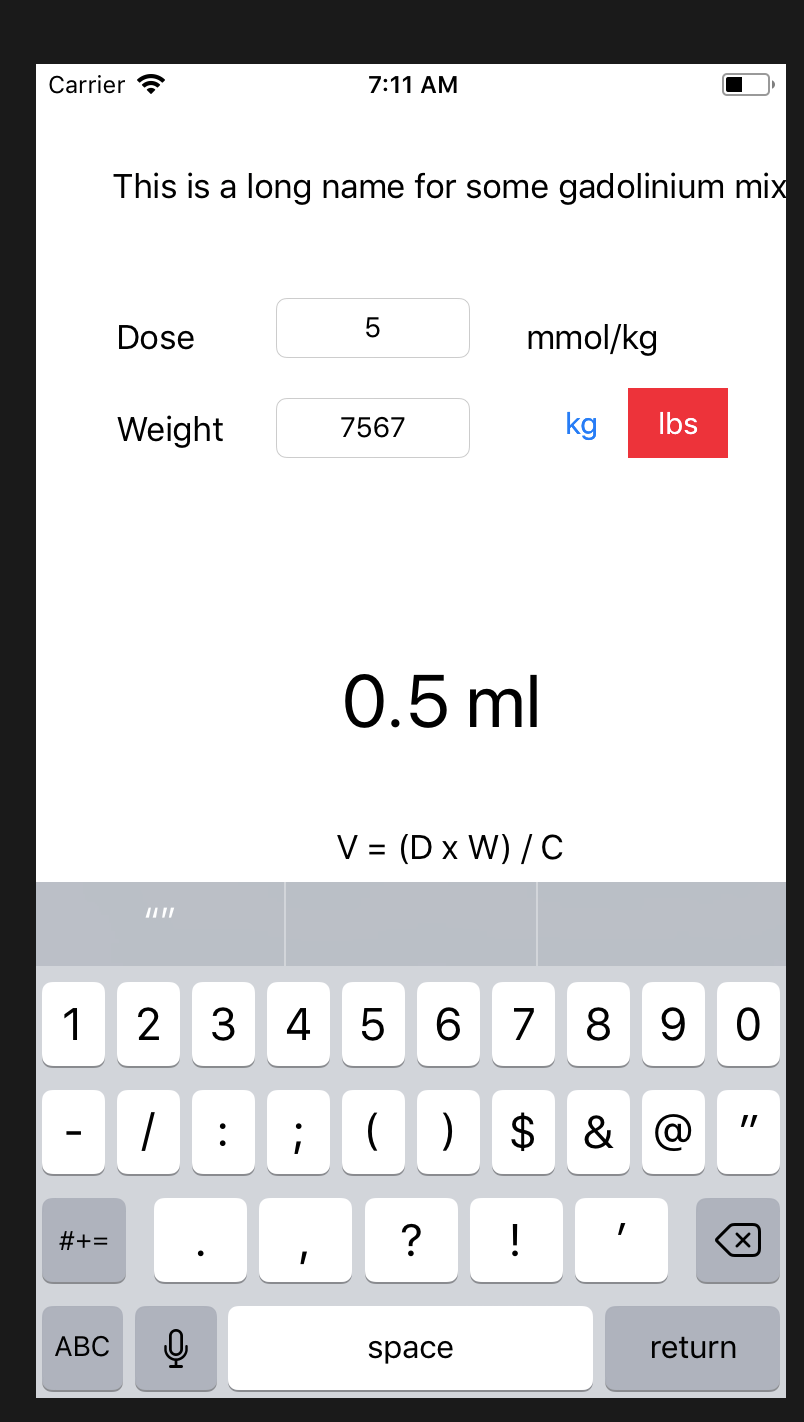 Carrier 7:11 AM
This is a long name for some gadolinium mix
Dose 5 mmol/kg
Weight 7567 kg lbs
0.5 ml
V = (D x W) / C
“”
1 2 3 4 5 6 7 8 9 0
- / : ; ( ) $ & @ ”
#+= . , ? ! ’
ABC space return